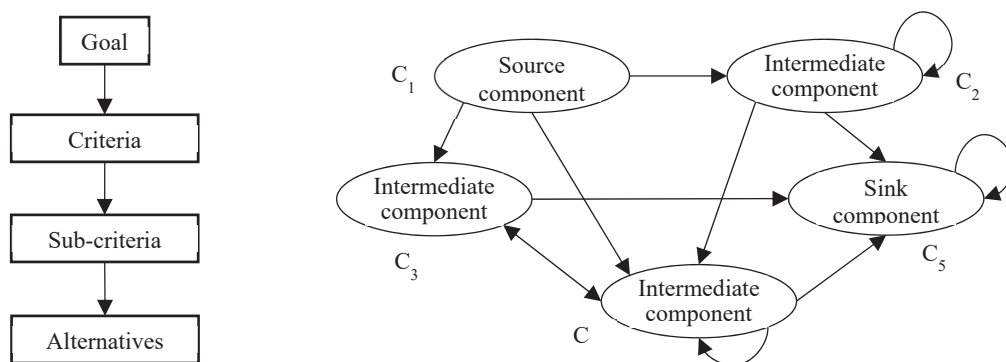 Goal
Criteria
Sub-criteria
Alternatives
C1
Source
component
Intermediate
component
C2
Intermediate
component
C3
Sink
component
C5
Intermediate
component
C